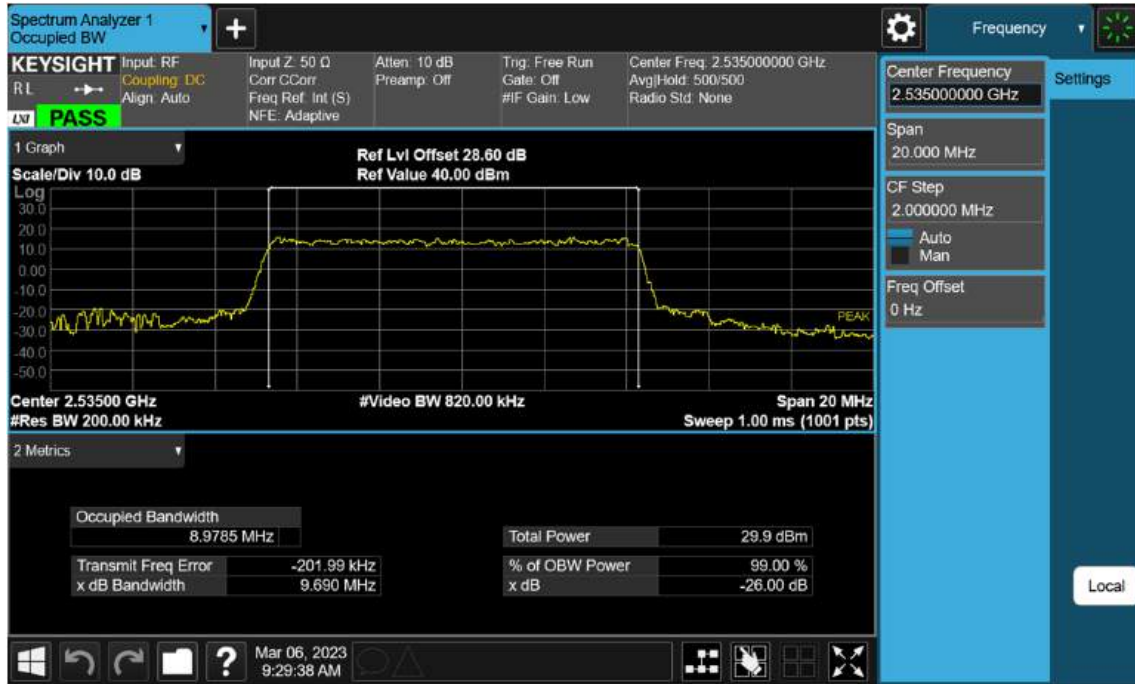 Spectrum Analyzer 1
Occupied BW
+
Frequency
KEYSIGHT
RL
LXI
PASS
Input: RF
Coupling: DC
Align: Auto
Input Z: 50 Ω
Corr CCorr
Freq Ref: Int (S)
NFE: Adaptive
Atten: 10 dB
Preamp: Off
Trig: Free Run
Gate: Off
#IF Gain: Low
Center Freq: 2.535000000 GHz
Avg|Hold: 500/500
Radio Std: None
Center Frequency
2.535000000 GHz
Settings
Span
20.000 MHz
CF Step
2.000000 MHz
Auto
Man
Freq Offset
0 Hz
Local
1 Graph
Scale/Div 10.0 dB
Ref Lvl Offset 28.60 dB
Ref Value 40.00 dBm
Log
30.0
20.0
10.0
0.00
-10.0
-20.0
-30.0
-40.0
-50.0
PEAK
Center 2.53500 GHz
#Video BW 820.00 kHz
Span 20 MHz
#Res BW 200.00 kHz
Sweep 1.00 ms (1001 pts)
2 Metrics
Occupied Bandwidth
8.9785 MHz
Total Power 29.9 dBm
Transmit Freq Error -201.99 kHz
% of OBW Power 99.00 %
x dB Bandwidth 9.690 MHz
x dB -26.00 dB
?
Mar 06, 2023
9:29:38 AM